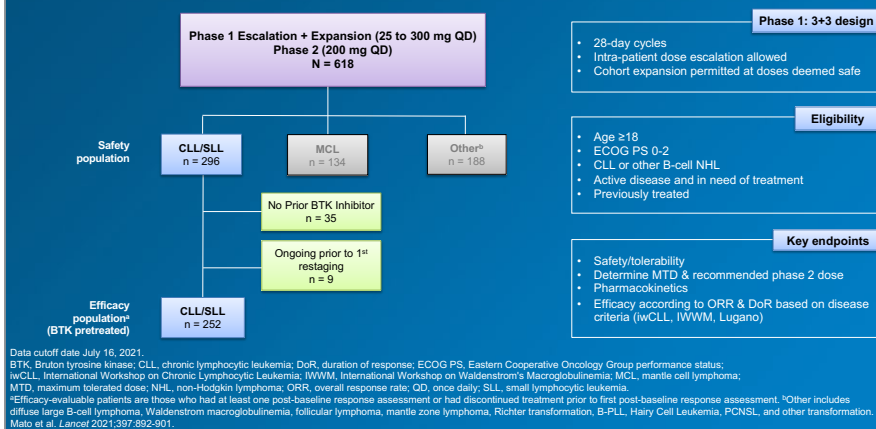 Phase 1 Escalation + Expansion (25 to 300 mg QD)
Phase 2 (200 mg QD)
N = 618
Safety
population
CLL/SLL
n = 296
MCL
n = 134
Otherᵇ
n = 188
No Prior BTK Inhibitor
n = 35
Ongoing prior to 1ˢᵗ
restaging
n = 9
Efficacy
populationᵃ
(BTK pretreated)
CLL/SLL
n = 252
Phase 1: 3+3 design
• 28-day cycles
• Intra-patient dose escalation allowed
• Cohort expansion permitted at doses deemed safe
Eligibility
• Age ≥18
• ECOG PS 0-2
• CLL or other B-cell NHL
• Active disease and in need of treatment
• Previously treated
Key endpoints
• Safety/tolerability
• Determine MTD & recommended phase 2 dose
• Pharmacokinetics
• Efficacy according to ORR & DoR based on disease
criteria (iwCLL, IWWM, Lugano)
Data cutoff date July 16, 2021.
BTK, Bruton tyrosine kinase; CLL, chronic lymphocytic leukemia; DoR, duration of response; ECOG PS, Eastern Cooperative Oncology Group performance status;
iwCLL, International Workshop on Chronic Lymphocytic Leukemia; IWWM, International Workshop on Waldenstrom's Macroglobulinemia; MCL, mantle cell lymphoma;
MTD, maximum tolerated dose; NHL, non-Hodgkin lymphoma; ORR, overall response rate; QD, once daily; SLL, small lymphocytic leukemia.
ᵃEfficacy-evaluable patients are those who had at least one post-baseline response assessment or had discontinued treatment prior to first post-baseline response assessment. ᵇOther includes
diffuse large B-cell lymphoma, Waldenstrom macroglobulinemia, follicular lymphoma, mantle zone lymphoma, Richter transformation, B-PLL, Hairy Cell Leukemia, PCNSL, and other transformation.
Mato et al. Lancet 2021;397:892-901.